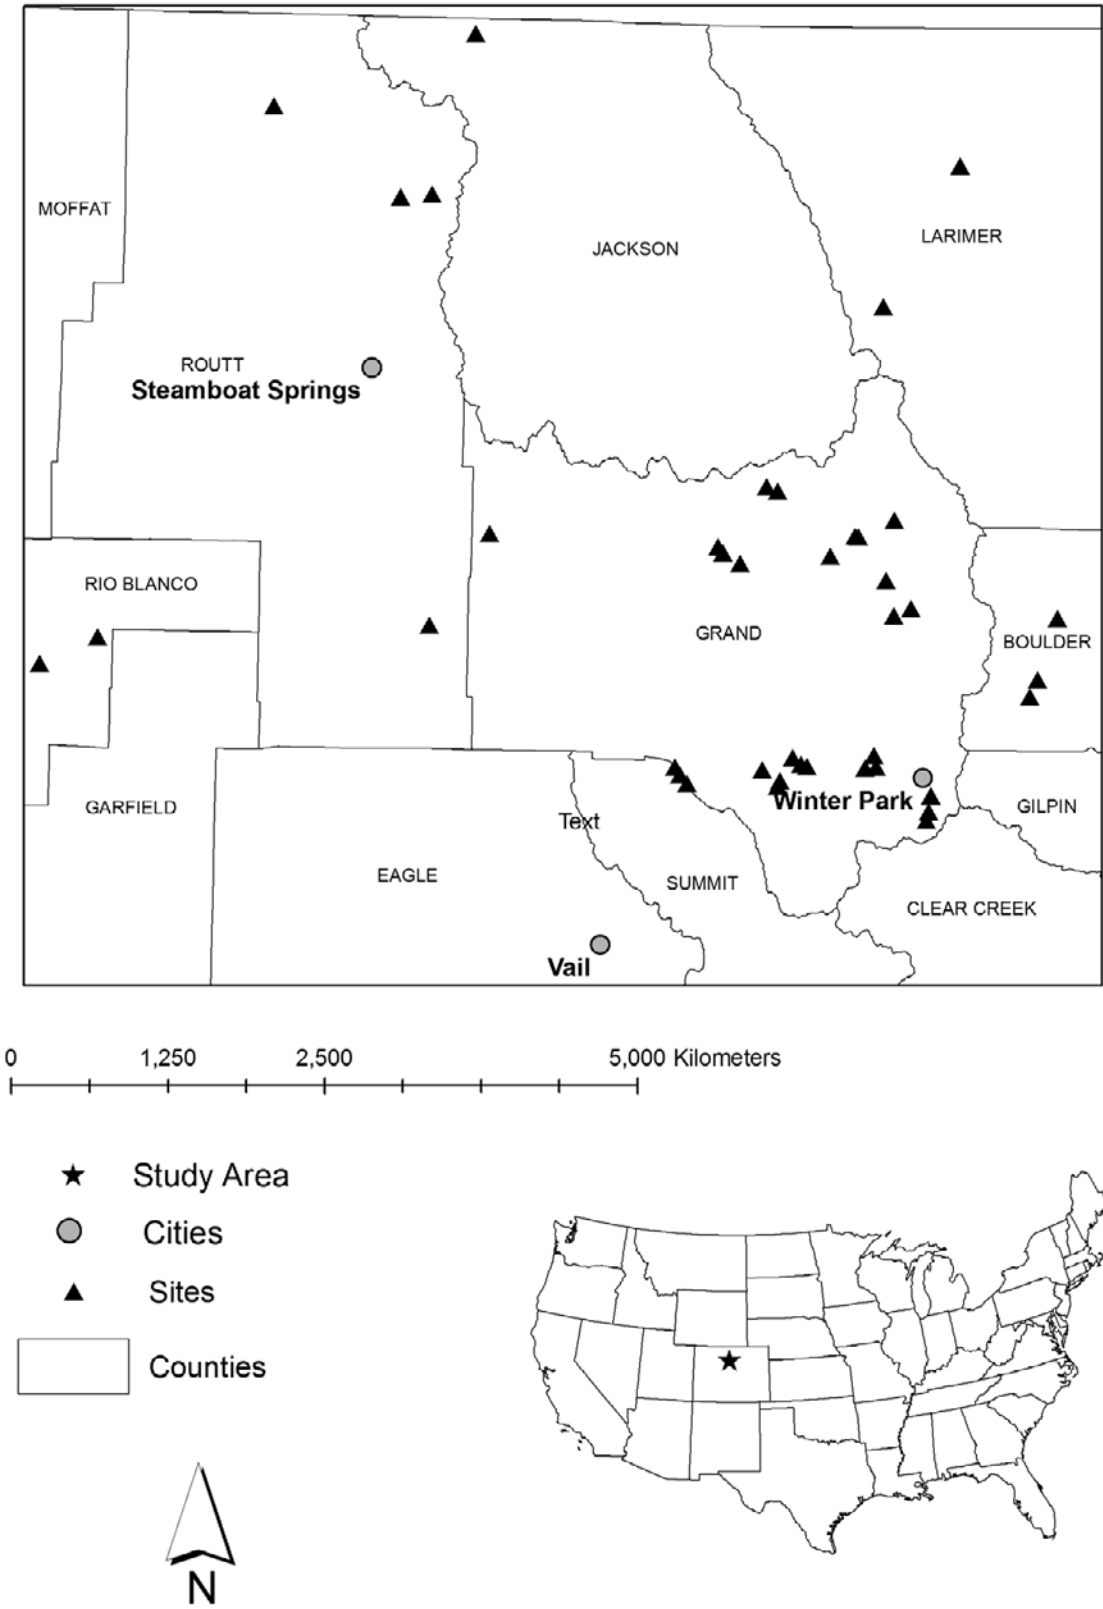 MOFFAT
JACKSON
LARIMER
ROUTT
Steamboat Springs
RIO BLANCO
GRAND
BOULDER
GARFIELD
Winter Park
GILPIN
Text
EAGLE
SUMMIT
CLEAR CREEK
Vail
0 1,250 2,500 5,000 Kilometers
Study Area
Cities
Sites
Counties
N